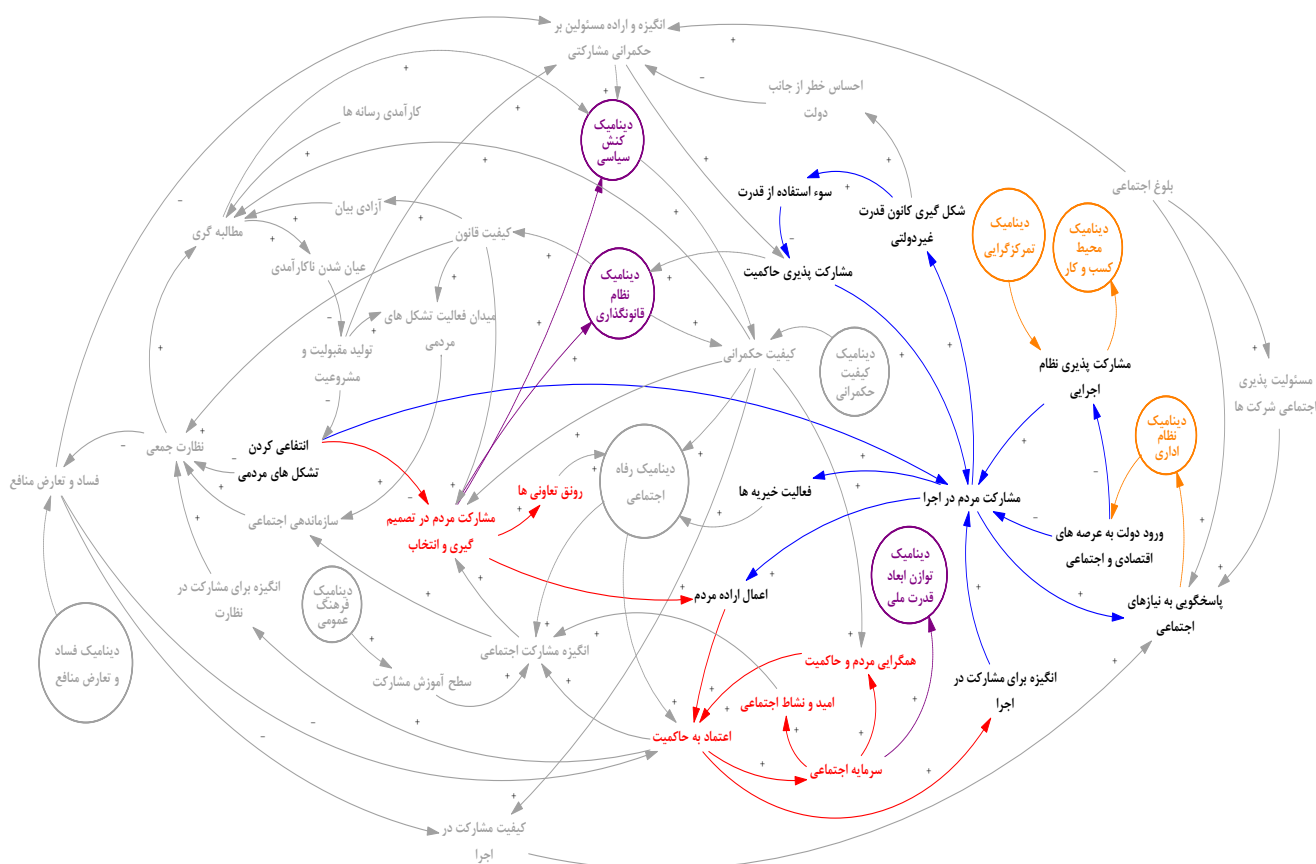 انگیزه و اراده مسئولین بر
حکمرانی مشارکتی
احساس خطر از جانب
دولت
کارآمدی رسانه ها
دینامیک
کنش
سیاسی
بلوغ اجتماعی
سوء استفاده از قدرت
شکل گیری کانون قدرت
غیردولتی
دینامیک
تمرکزگرایی
دینامیک
محیط
کسب و کار
آزادی بیان
مطالبه گری
کیفیت قانون
عیان شدن ناکارآمدی
دینامیک
نظام
قانونگذاری
مشارکت پذیری حاکمیت
میدان فعالیت تشکل های
مردمی
تولید مقبولیت و
مشروعیت
کیفیت حکمرانی
دینامیک
کیفیت
حکمرانی
مشارکت پذیری نظام
اجرایی
مسئولیت پذیری
اجتماعی شرکت ها
دینامیک
نظام
اداری
نظارت جمعی
انتفاعی کردن
تشکل های مردمی
فساد و تعارض منافع
دینامیک رفاه
اجتماعی
رونق تعاونی ها
فعالیت خیریه ها
مشارکت مردم در اجرا
مشارکت مردم در تصمیم
گیری و انتخاب
سازماندهی اجتماعی
ورود دولت به عرصه های
اقتصادی و اجتماعی
دینامیک
توازن ابعاد
قدرت ملی
انگیزه برای مشارکت در
نظارت
دینامیک
فرهنگ
عمومی
اعمال اراده مردم
پاسخگویی به نیازهای
اجتماعی
انگیزه مشارکت اجتماعی
دینامیک فساد
و تعارض منافع
همگرایی مردم و حاکمیت
سطح آموزش مشارکت
انگیزه برای مشارکت در
اجرا
امید و نشاط اجتماعی
اعتماد به حاکمیت
سرمایه اجتماعی
کیفیت مشارکت در
اجرا